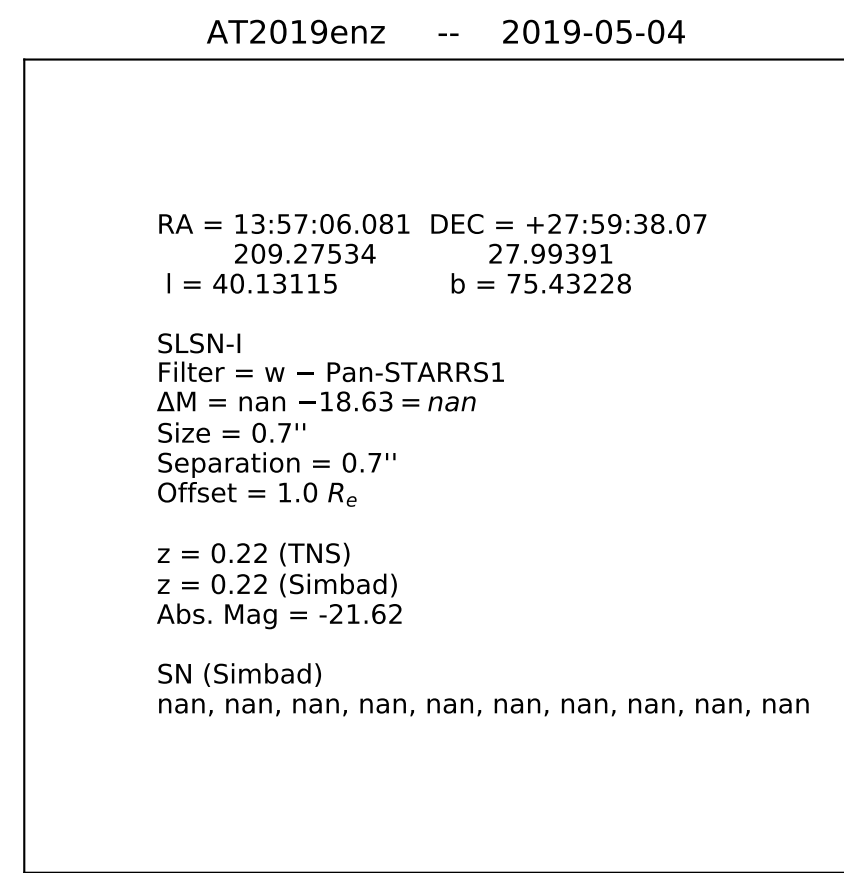 AT2019enz -- 2019-05-04
RA = 13:57:06.081 DEC = +27:59:38.07
209.27534 27.99391
l = 40.13115 b = 75.43228
SLSN-I
Filter = w − Pan-STARRS1
ΔM = nan −18.63 = nan
Size = 0.7''
Separation = 0.7''
Offset = 1.0 Rₑ
z = 0.22 (TNS)
z = 0.22 (Simbad)
Abs. Mag = -21.62
SN (Simbad)
nan, nan, nan, nan, nan, nan, nan, nan, nan, nan